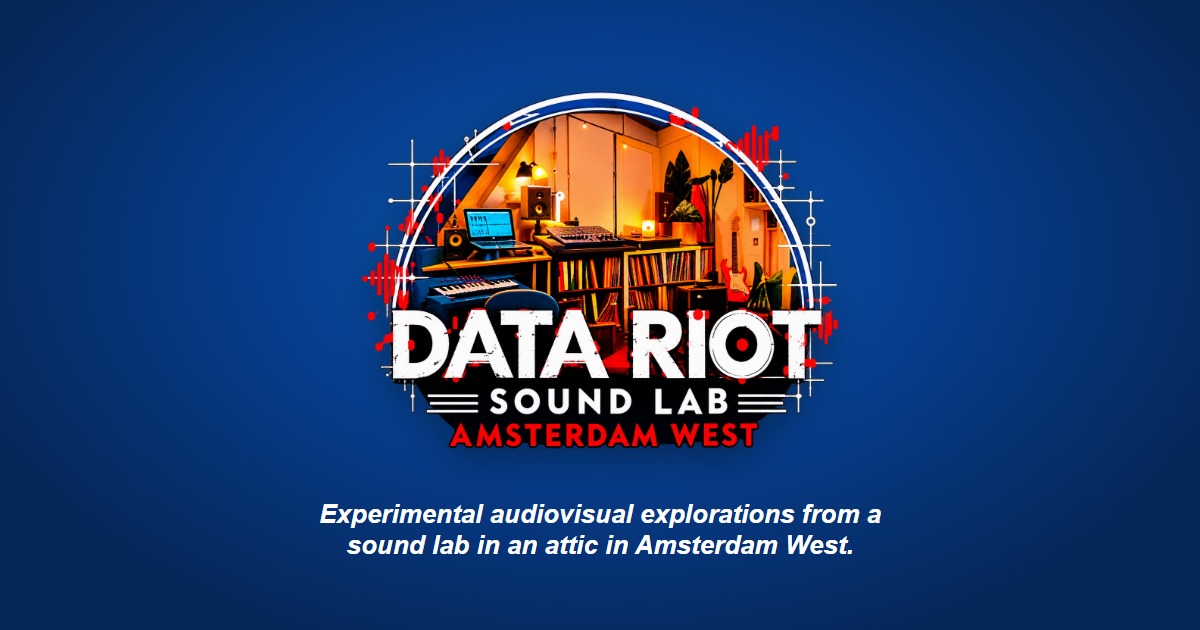 DATA RIOT
SOUND LAB
AMSTERDAM WEST
Experimental audiovisual explorations from a
sound lab in an attic in Amsterdam West.